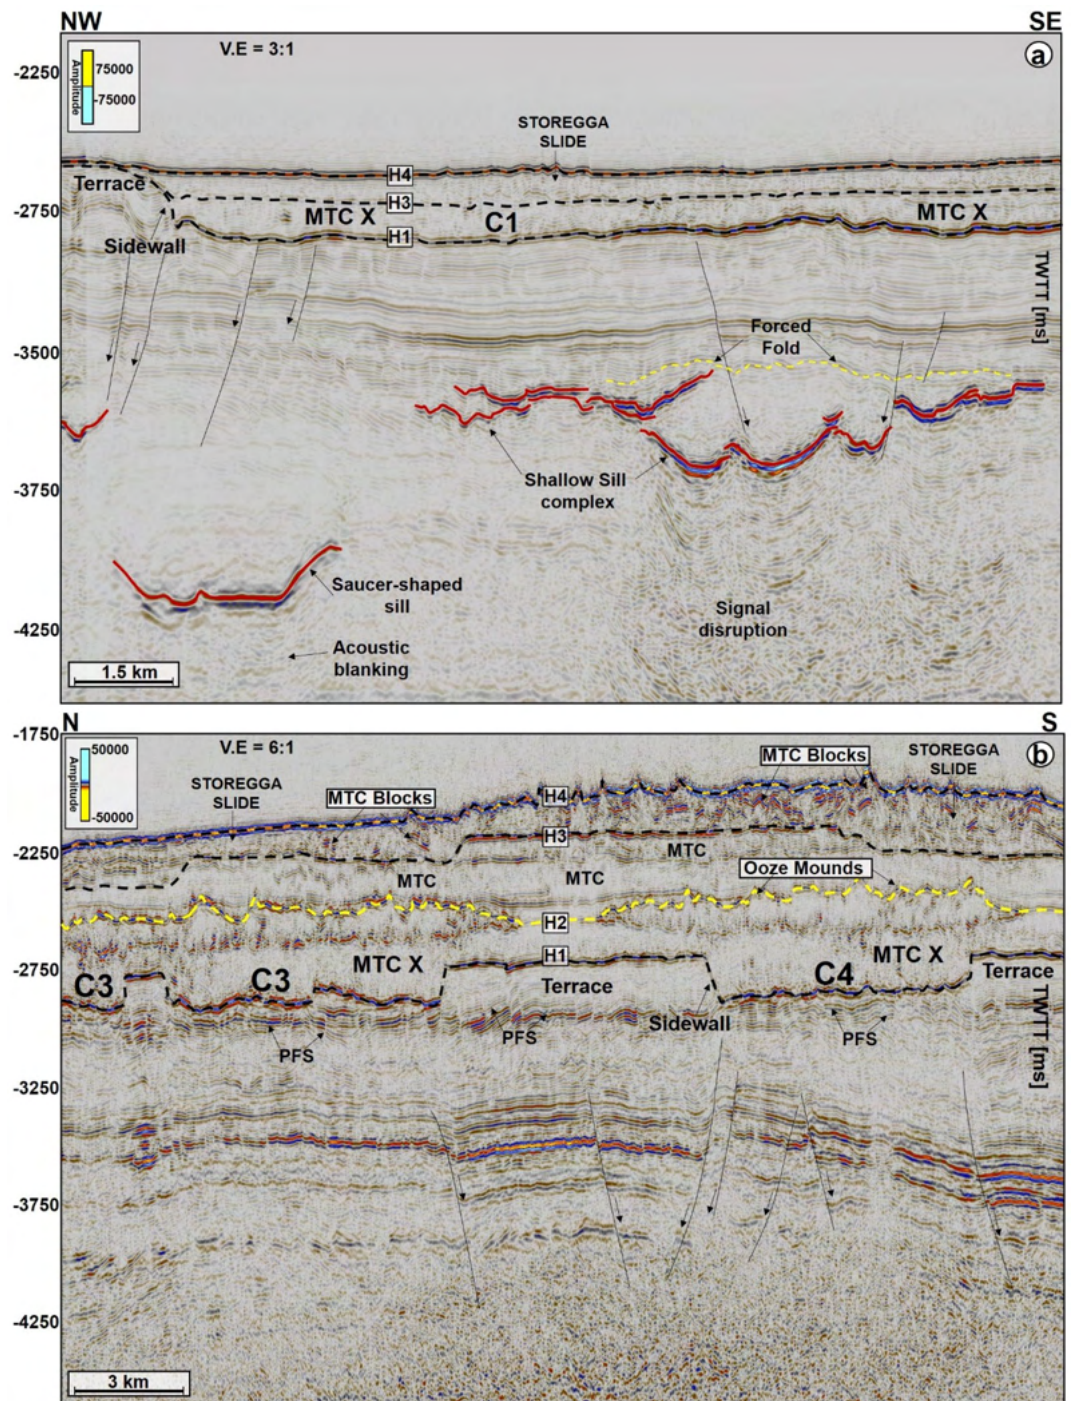 NW
SE
V.E = 3:1
a
Amplitude
75000
-75000
-2250
STOREGGA
SLIDE
H4
Terrace
H3
-2750
MTC X
C1
MTC X
Sidewall
H1
TWTT [ms]
Forced
Fold
-3500
Shallow Sill
complex
-3750
Saucer-shaped
sill
Signal
disruption
-4250
Acoustic
blanking
1.5 km
N
S
-1750
V.E = 6:1
b
Amplitude
50000
-50000
STOREGGA
SLIDE
MTC Blocks
MTC Blocks
STOREGGA
SLIDE
H4
H3
-2250
MTC
MTC
MTC
Ooze Mounds
H2
H1
-2750
C3
C3
MTC X
Terrace
MTC X
C4
Terrace
Sidewall
PFS
PFS
PFS
TWTT [ms]
-3250
-3750
-4250
3 km